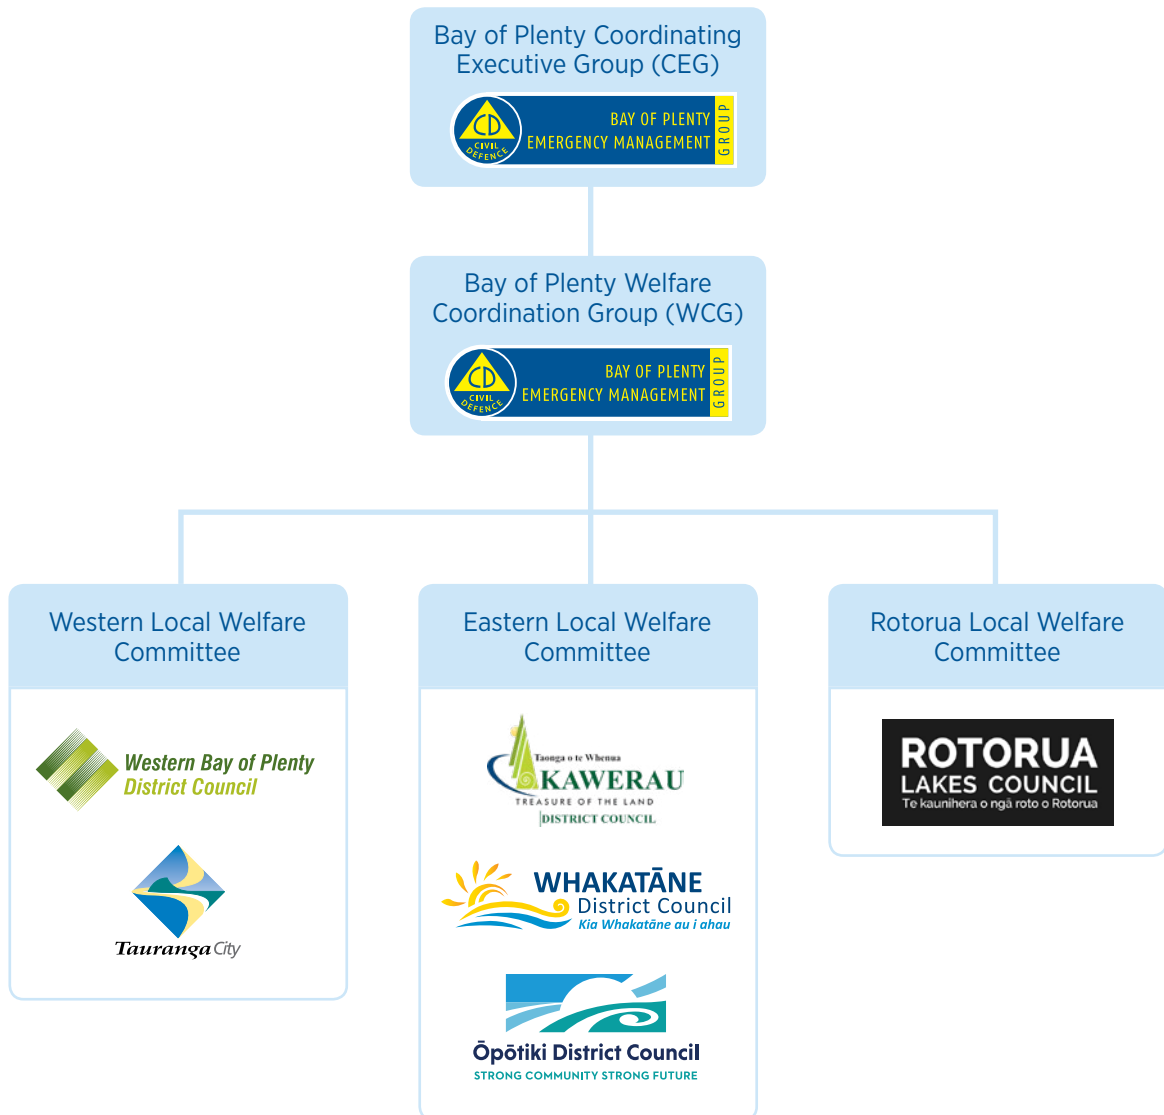 Bay of Plenty Coordinating
Executive Group (CEG)
CD
CIVIL
DEFENCE
BAY OF PLENTY
EMERGENCY MANAGEMENT
GROUP
Bay of Plenty Welfare
Coordination Group (WCG)
CD
CIVIL
DEFENCE
BAY OF PLENTY
EMERGENCY MANAGEMENT
GROUP
Western Local Welfare
Committee
Western Bay of Plenty
District Council
Tauranga City
Eastern Local Welfare
Committee
Taonga o te Whenua
KAWERAU
TREASURE OF THE LAND
DISTRICT COUNCIL
WHAKATĀNE
District Council
Kia Whakatāne au i ahau
Ōpōtiki District Council
STRONG COMMUNITY STRONG FUTURE
Rotorua Local Welfare
Committee
ROTORUA
LAKES COUNCIL
Te kaunihera o ngā roto o Rotorua